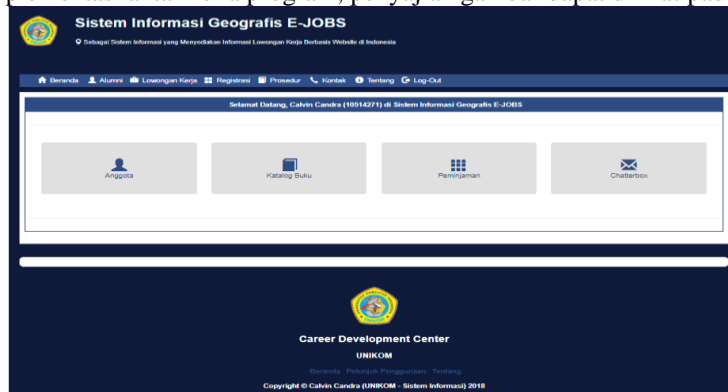 Sistem Informasi Geografis E-JOBS
Sebagai Sistem Informasi yang Menyediakan Informasi Lowongan Kerja Berbasis Website di Indonesia
Beranda Alumni Lowongan Kerja Registrasi Prosedur Kontak Tentang Log-Out
Selamat Datang, Calvin Candra (10514271) di Sistem Informasi Geografis E-JOBS
Anggota Katalog Buku Peminjaman Chatterbox
Career Development Center
UNIKOM
Beranda Petunjuk Penggunaan Tentang
Copyright © Calvin Candra (UNIKOM - Sistem Informasi) 2018